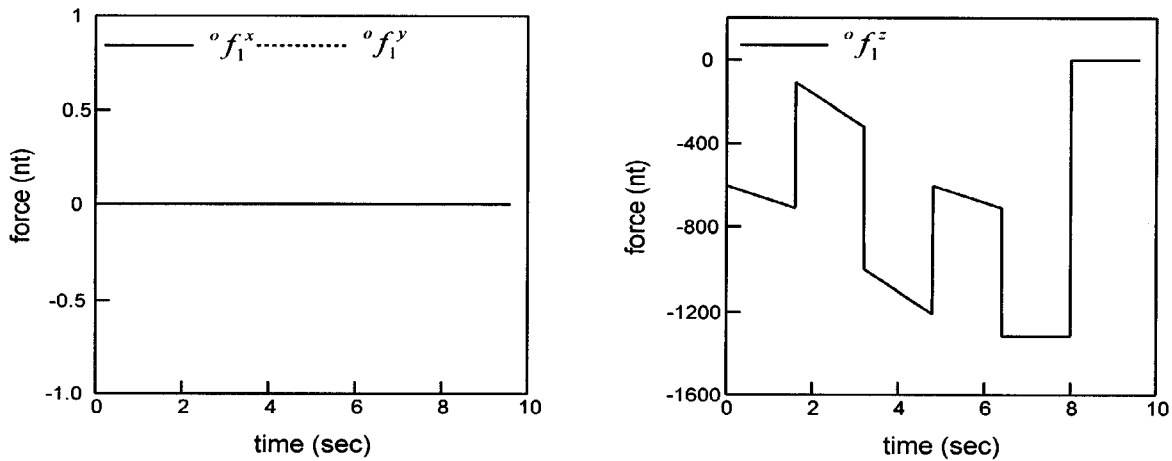 1
0.5
0
-0.5
-1.0
force (nt)
0 2 4 6 8 10
time (sec)
°f₁ˣ °f₁ʸ
0
-400
-800
-1200
-1600
force (nt)
0 2 4 6 8 10
time (sec)
°f₁ᶻ